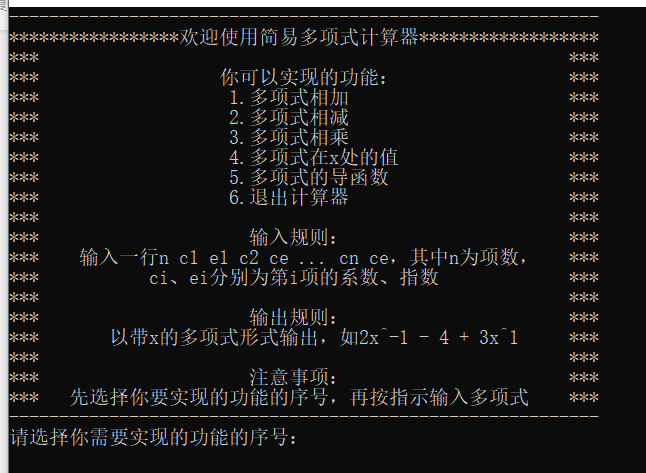 -----------------------------------------------------------
*****************欢迎使用简易多项式计算器******************
*** ***
*** 你可以实现的功能： ***
*** 1.多项式相加 ***
*** 2.多项式相减 ***
*** 3.多项式相乘 ***
*** 4.多项式在x处的值 ***
*** 5.多项式的导函数 ***
*** 6.退出计算器 ***
*** ***
*** 输入规则： ***
*** 输入一行n c1 e1 c2 ce ... cn ce，其中n为项数， ***
*** ci、ei分别为第i项的系数、指数 ***
*** ***
*** 输出规则： ***
*** 以带x的多项式形式输出，如2x^-1 - 4 + 3x^1 ***
*** ***
*** 注意事项： ***
*** 先选择你要实现的功能的序号，再按指示输入多项式 ***
-----------------------------------------------------------
请选择你需要实现的功能的序号：